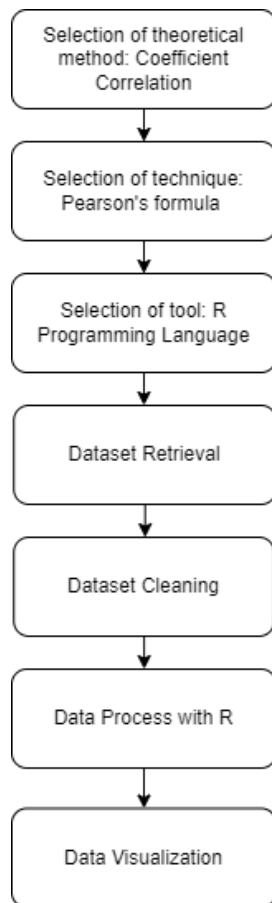 Selection of theoretical
method: Coefficient
Correlation
Selection of technique:
Pearson's formula
Selection of tool: R
Programming Language
Dataset Retrieval
Dataset Cleaning
Data Process with R
Data Visualization